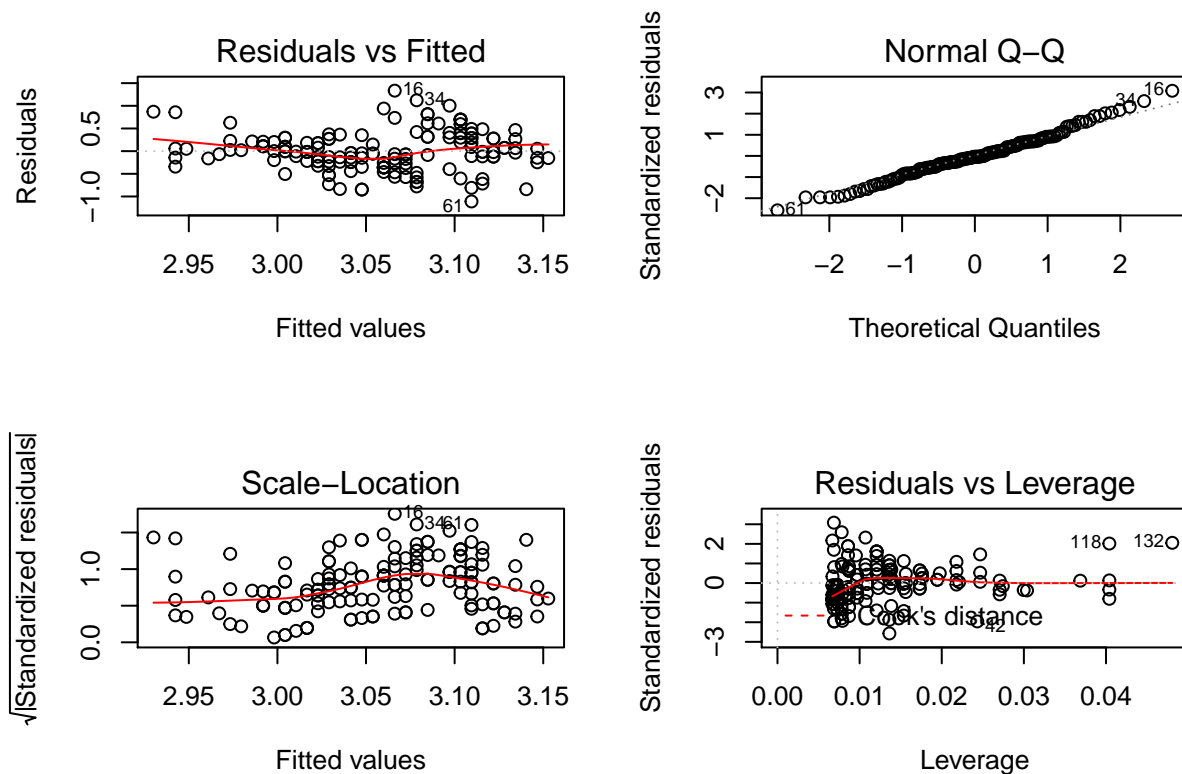 Residuals vs Fitted
Residuals
0.5
−1.0
16
34
61
2.95 3.00 3.05 3.10 3.15
Fitted values
Normal Q−Q
Standardized residuals
3
1
−2
34
16
61
−2 −1 0 1 2
Theoretical Quantiles
Scale−Location
√|Standardized residuals|
1.0
0.0
16
34
61
2.95 3.00 3.05 3.10 3.15
Fitted values
Residuals vs Leverage
Standardized residuals
2
0
−3
118
132
Cook's distance
42
0.00 0.01 0.02 0.03 0.04
Leverage